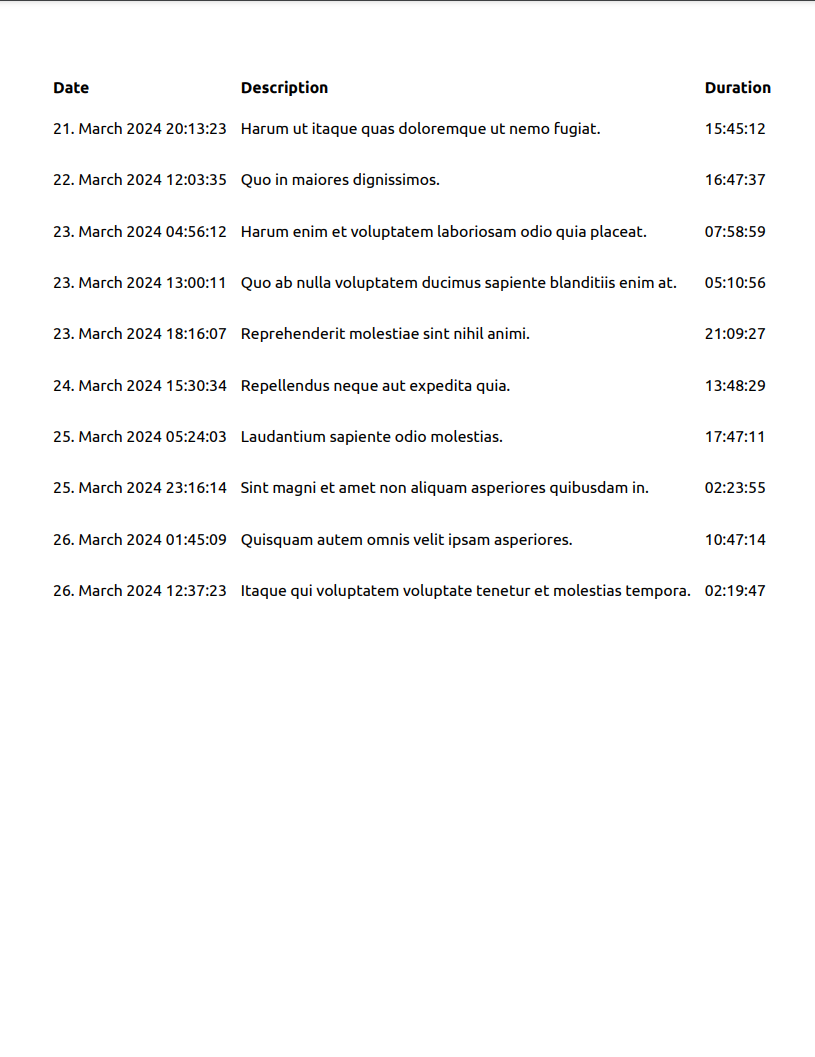 Date Description Duration
21. March 2024 20:13:23 Harum ut itaque quas doloremque ut nemo fugiat. 15:45:12
22. March 2024 12:03:35 Quo in maiores dignissimos. 16:47:37
23. March 2024 04:56:12 Harum enim et voluptatem laboriosam odio quia placeat. 07:58:59
23. March 2024 13:00:11 Quo ab nulla voluptatem ducimus sapiente blanditiis enim at. 05:10:56
23. March 2024 18:16:07 Reprehenderit molestiae sint nihil animi. 21:09:27
24. March 2024 15:30:34 Repellendus neque aut expedita quia. 13:48:29
25. March 2024 05:24:03 Laudantium sapiente odio molestias. 17:47:11
25. March 2024 23:16:14 Sint magni et amet non aliquam asperiores quibusdam in. 02:23:55
26. March 2024 01:45:09 Quisquam autem omnis velit ipsam asperiores. 10:47:14
26. March 2024 12:37:23 Itaque qui voluptatem voluptate tenetur et molestias tempora. 02:19:47